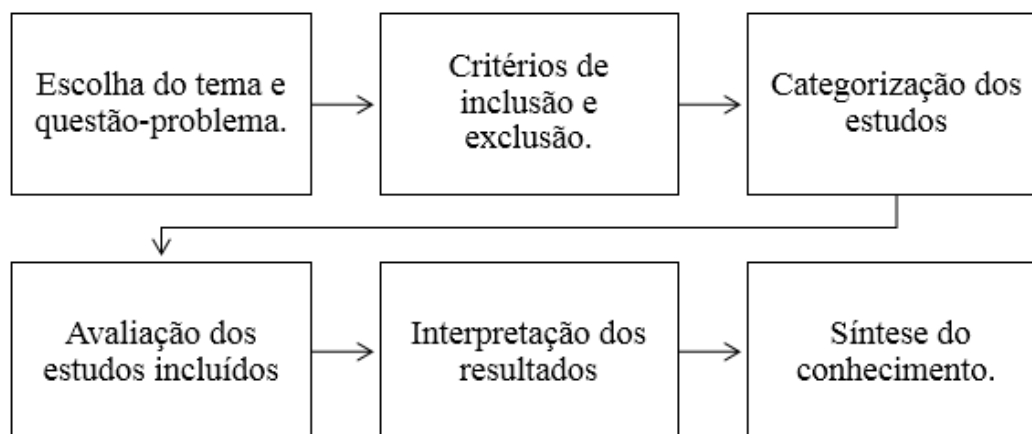 Escolha do tema e
questão-problema.
Critérios de
inclusão e
exclusão.
Categorização dos
estudos
Avaliação dos
estudos incluídos
Interpretação dos
resultados
Síntese do
conhecimento.